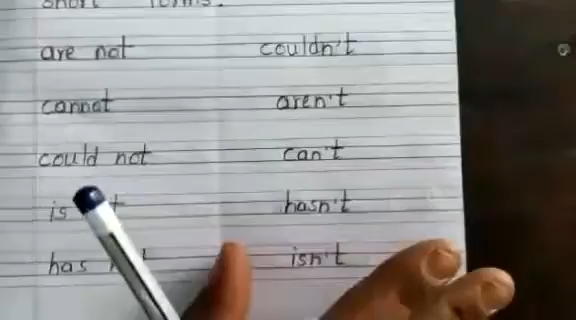 short forms.
are not couldn't
cannot aren't
could not can't
is hasn't
has isn't